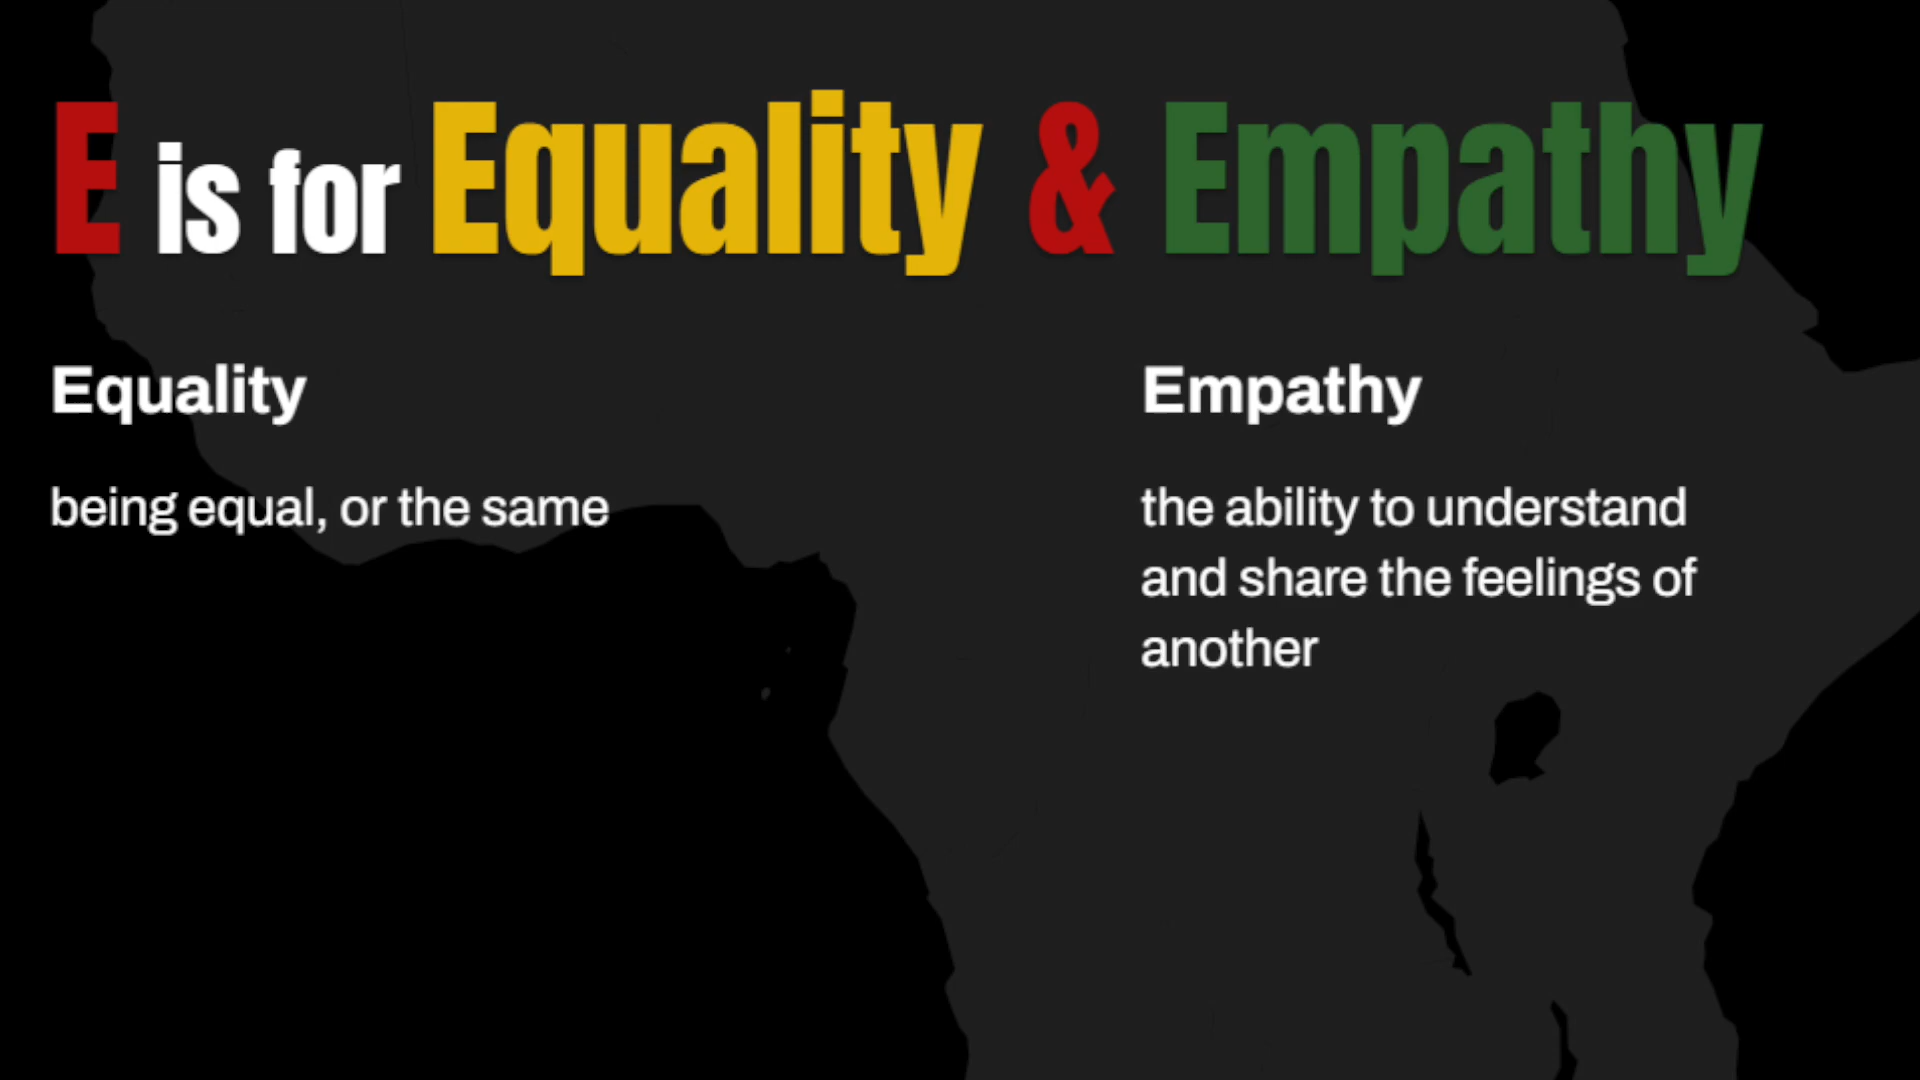 E is for Equality & Empathy
Equality
being equal, or the same
Empathy
the ability to understand
and share the feelings of
another